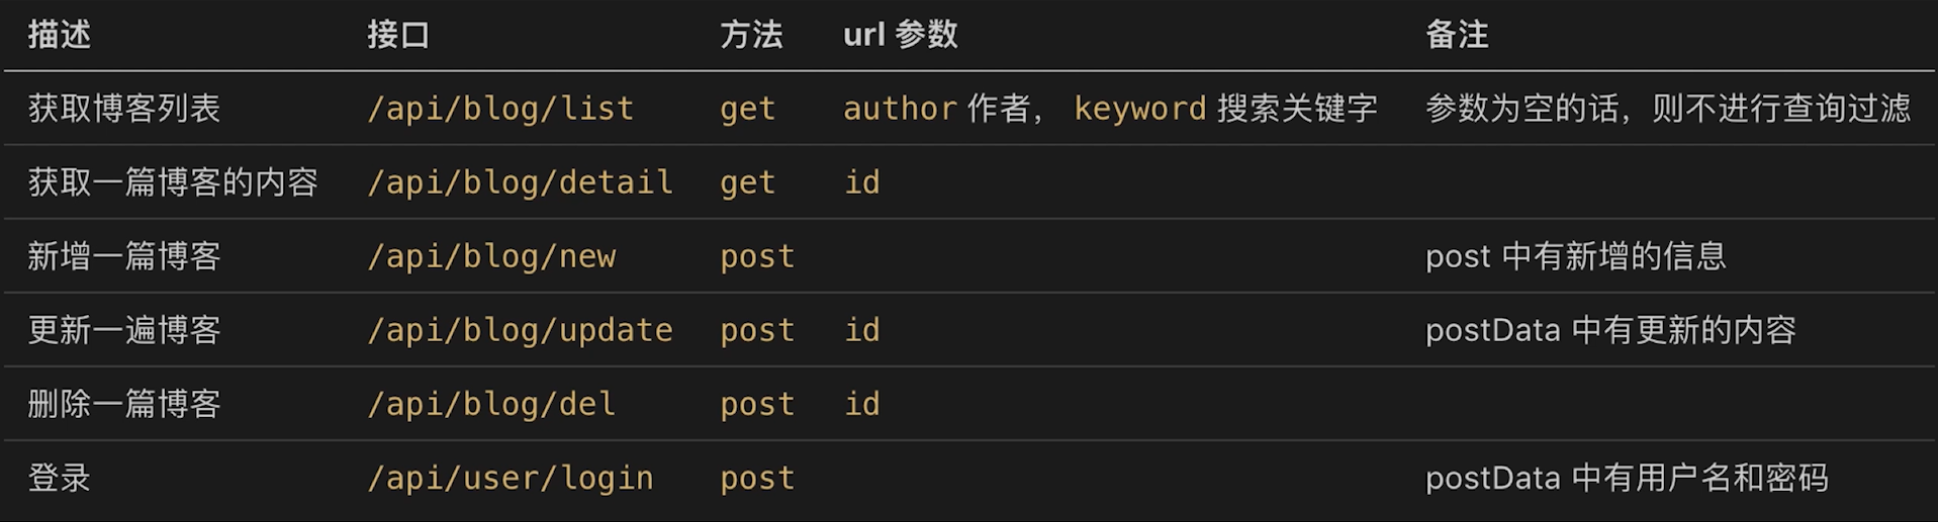 描述 接口 方法 url 参数 备注
获取博客列表 /api/blog/list get author 作者， keyword 搜索关键字 参数为空的话，则不进行查询过滤
获取一篇博客的内容 /api/blog/detail get id
新增一篇博客 /api/blog/new post post 中有新增的信息
更新一遍博客 /api/blog/update post id postData 中有更新的内容
删除一篇博客 /api/blog/del post id
登录 /api/user/login post postData 中有用户名和密码